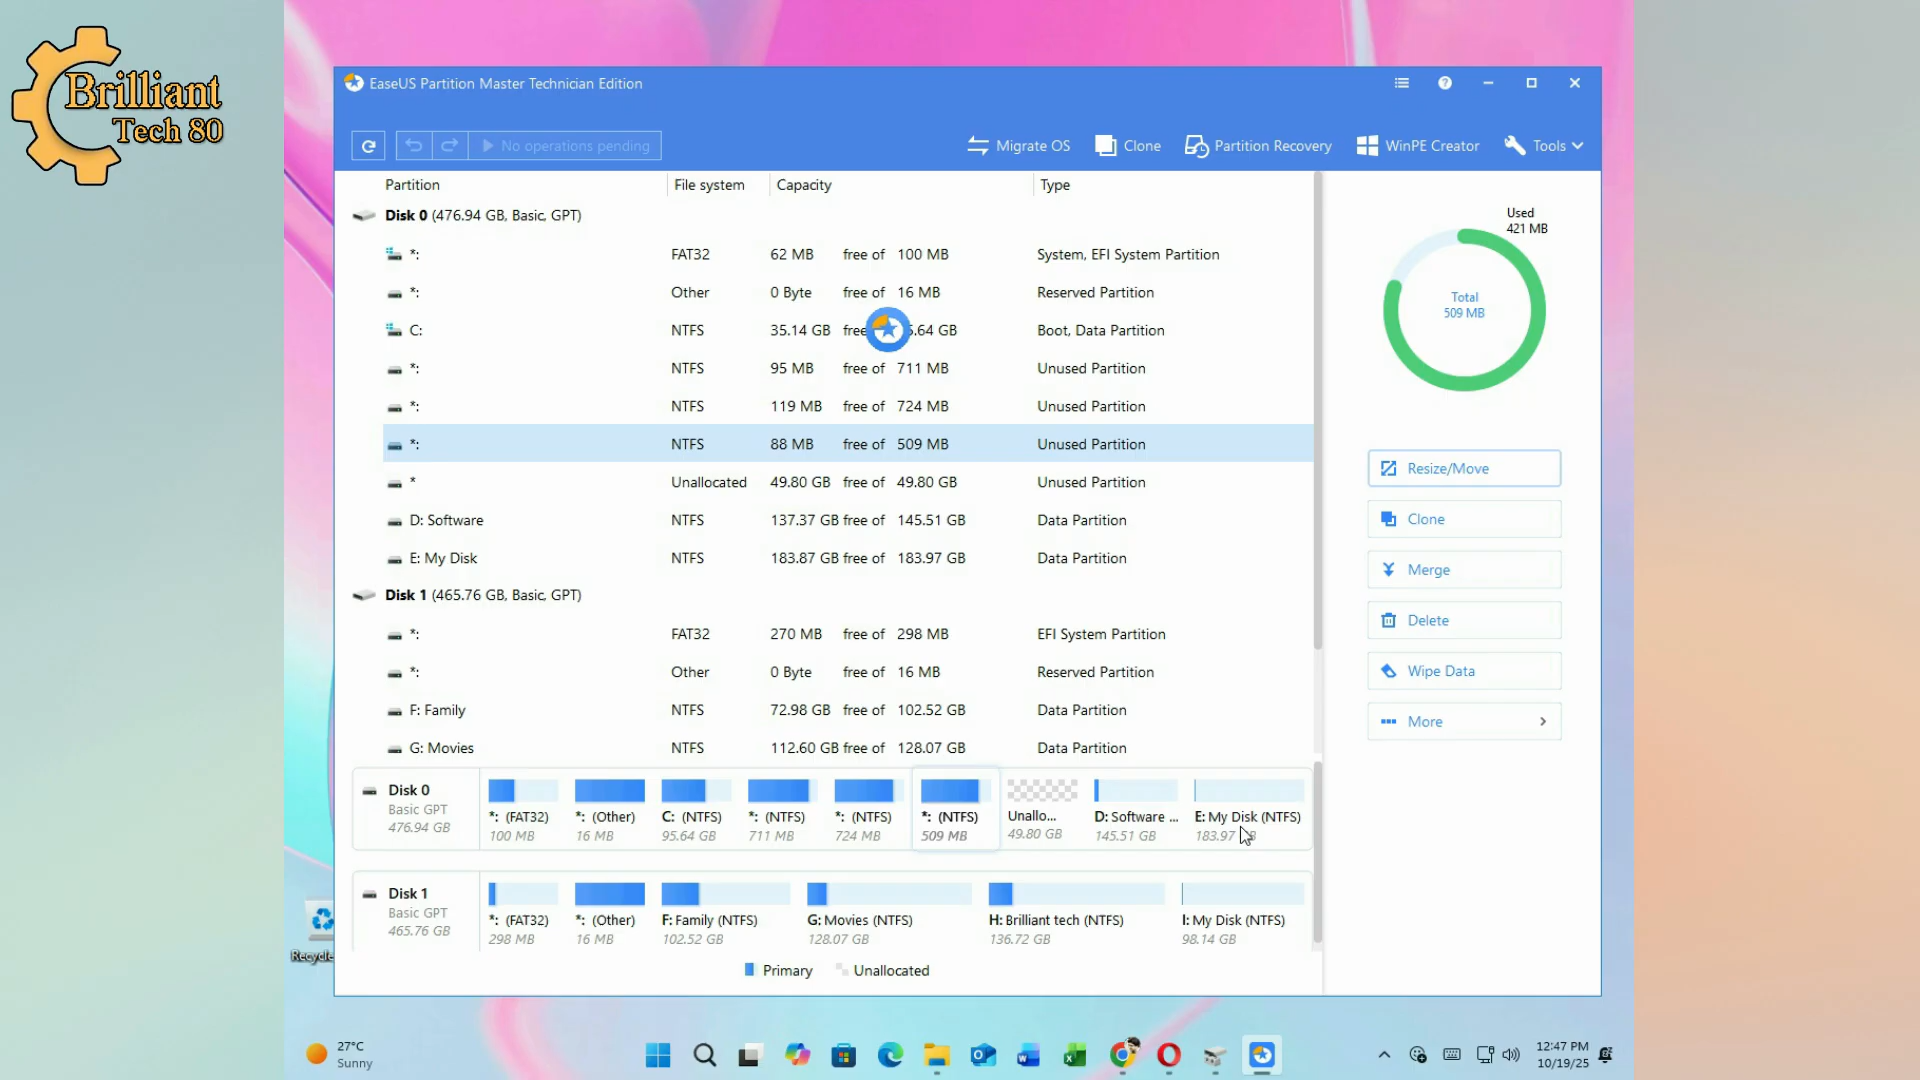 Brilliant
Tech 80
EaseUS Partition Master Technician Edition
No operations pending
Migrate OS
Clone
Partition Recovery
WinPE Creator
Tools
Partition File system Capacity Type
Disk 0 (476.94 GB, Basic, GPT)
*: FAT32 62 MB free of 100 MB System, EFI System Partition
*: Other 0 Byte free of 16 MB Reserved Partition
C: NTFS 35.14 GB 5.64 GB Boot, Data Partition
*: NTFS 95 MB free of 711 MB Unused Partition
*: NTFS 119 MB free of 724 MB Unused Partition
*: NTFS 88 MB free of 509 MB Unused Partition
* Unallocated 49.80 GB free of 49.80 GB Unused Partition
D: Software NTFS 137.37 GB free of 145.51 GB Data Partition
E: My Disk NTFS 183.87 GB free of 183.97 GB Data Partition
Disk 1 (465.76 GB, Basic, GPT)
*: FAT32 270 MB free of 298 MB EFI System Partition
*: Other 0 Byte free of 16 MB Reserved Partition
F: Family NTFS 72.98 GB free of 102.52 GB Data Partition
G: Movies NTFS 112.60 GB free of 128.07 GB Data Partition
Used
421 MB
Total
509 MB
Resize/Move
Clone
Merge
Delete
Wipe Data
More
Disk 0
Basic GPT
476.94 GB
*: (FAT32) *: (Other) C: (NTFS) *: (NTFS) *: (NTFS) *: (NTFS) Unallo... D: Software ... E: My Disk (NTFS)
100 MB 16 MB 95.64 GB 711 MB 724 MB 509 MB 49.80 GB 145.51 GB 183.97
Disk 1
Basic GPT
465.76 GB
*: (FAT32) *: (Other) F: Family (NTFS) G: Movies (NTFS) H: Brilliant tech (NTFS) I: My Disk (NTFS)
298 MB 16 MB 102.52 GB 128.07 GB 136.72 GB 98.14 GB
Primary Unallocated
Recycle
27°C
Sunny
12:47 PM
10/19/25